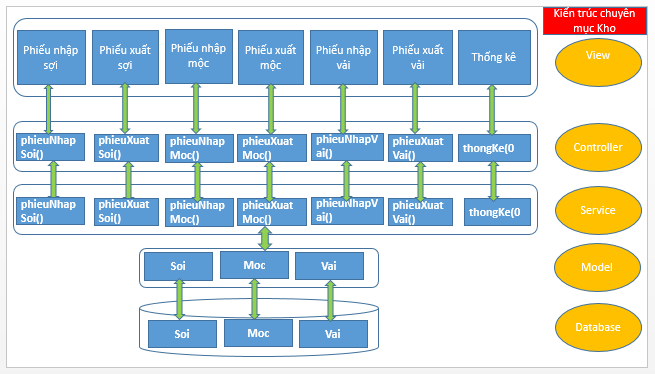 Kiến trúc chuyên
mục Kho
Phiếu nhập
sợi
Phiếu xuất
sợi
Phiếu nhập
mộc
Phiếu xuất
mộc
Phiếu nhập
vải
Phiếu xuất
vải
Thống kê
View
phieuNhap
Soi()
phieuXuat
Soi()
phieuNhap
Moc()
phieuXuat
Moc()
phieuNhapV
ai()
phieuXuat
Vai()
thongKe(0
Controller
phieuNhap
Soi()
phieuXuat
Soi()
phieuNhap
Moc()
phieuXuat
Moc()
phieuNhapV
ai()
phieuXuat
Vai()
thongKe(0
Service
Soi
Moc
Vai
Model
Soi
Moc
Vai
Database